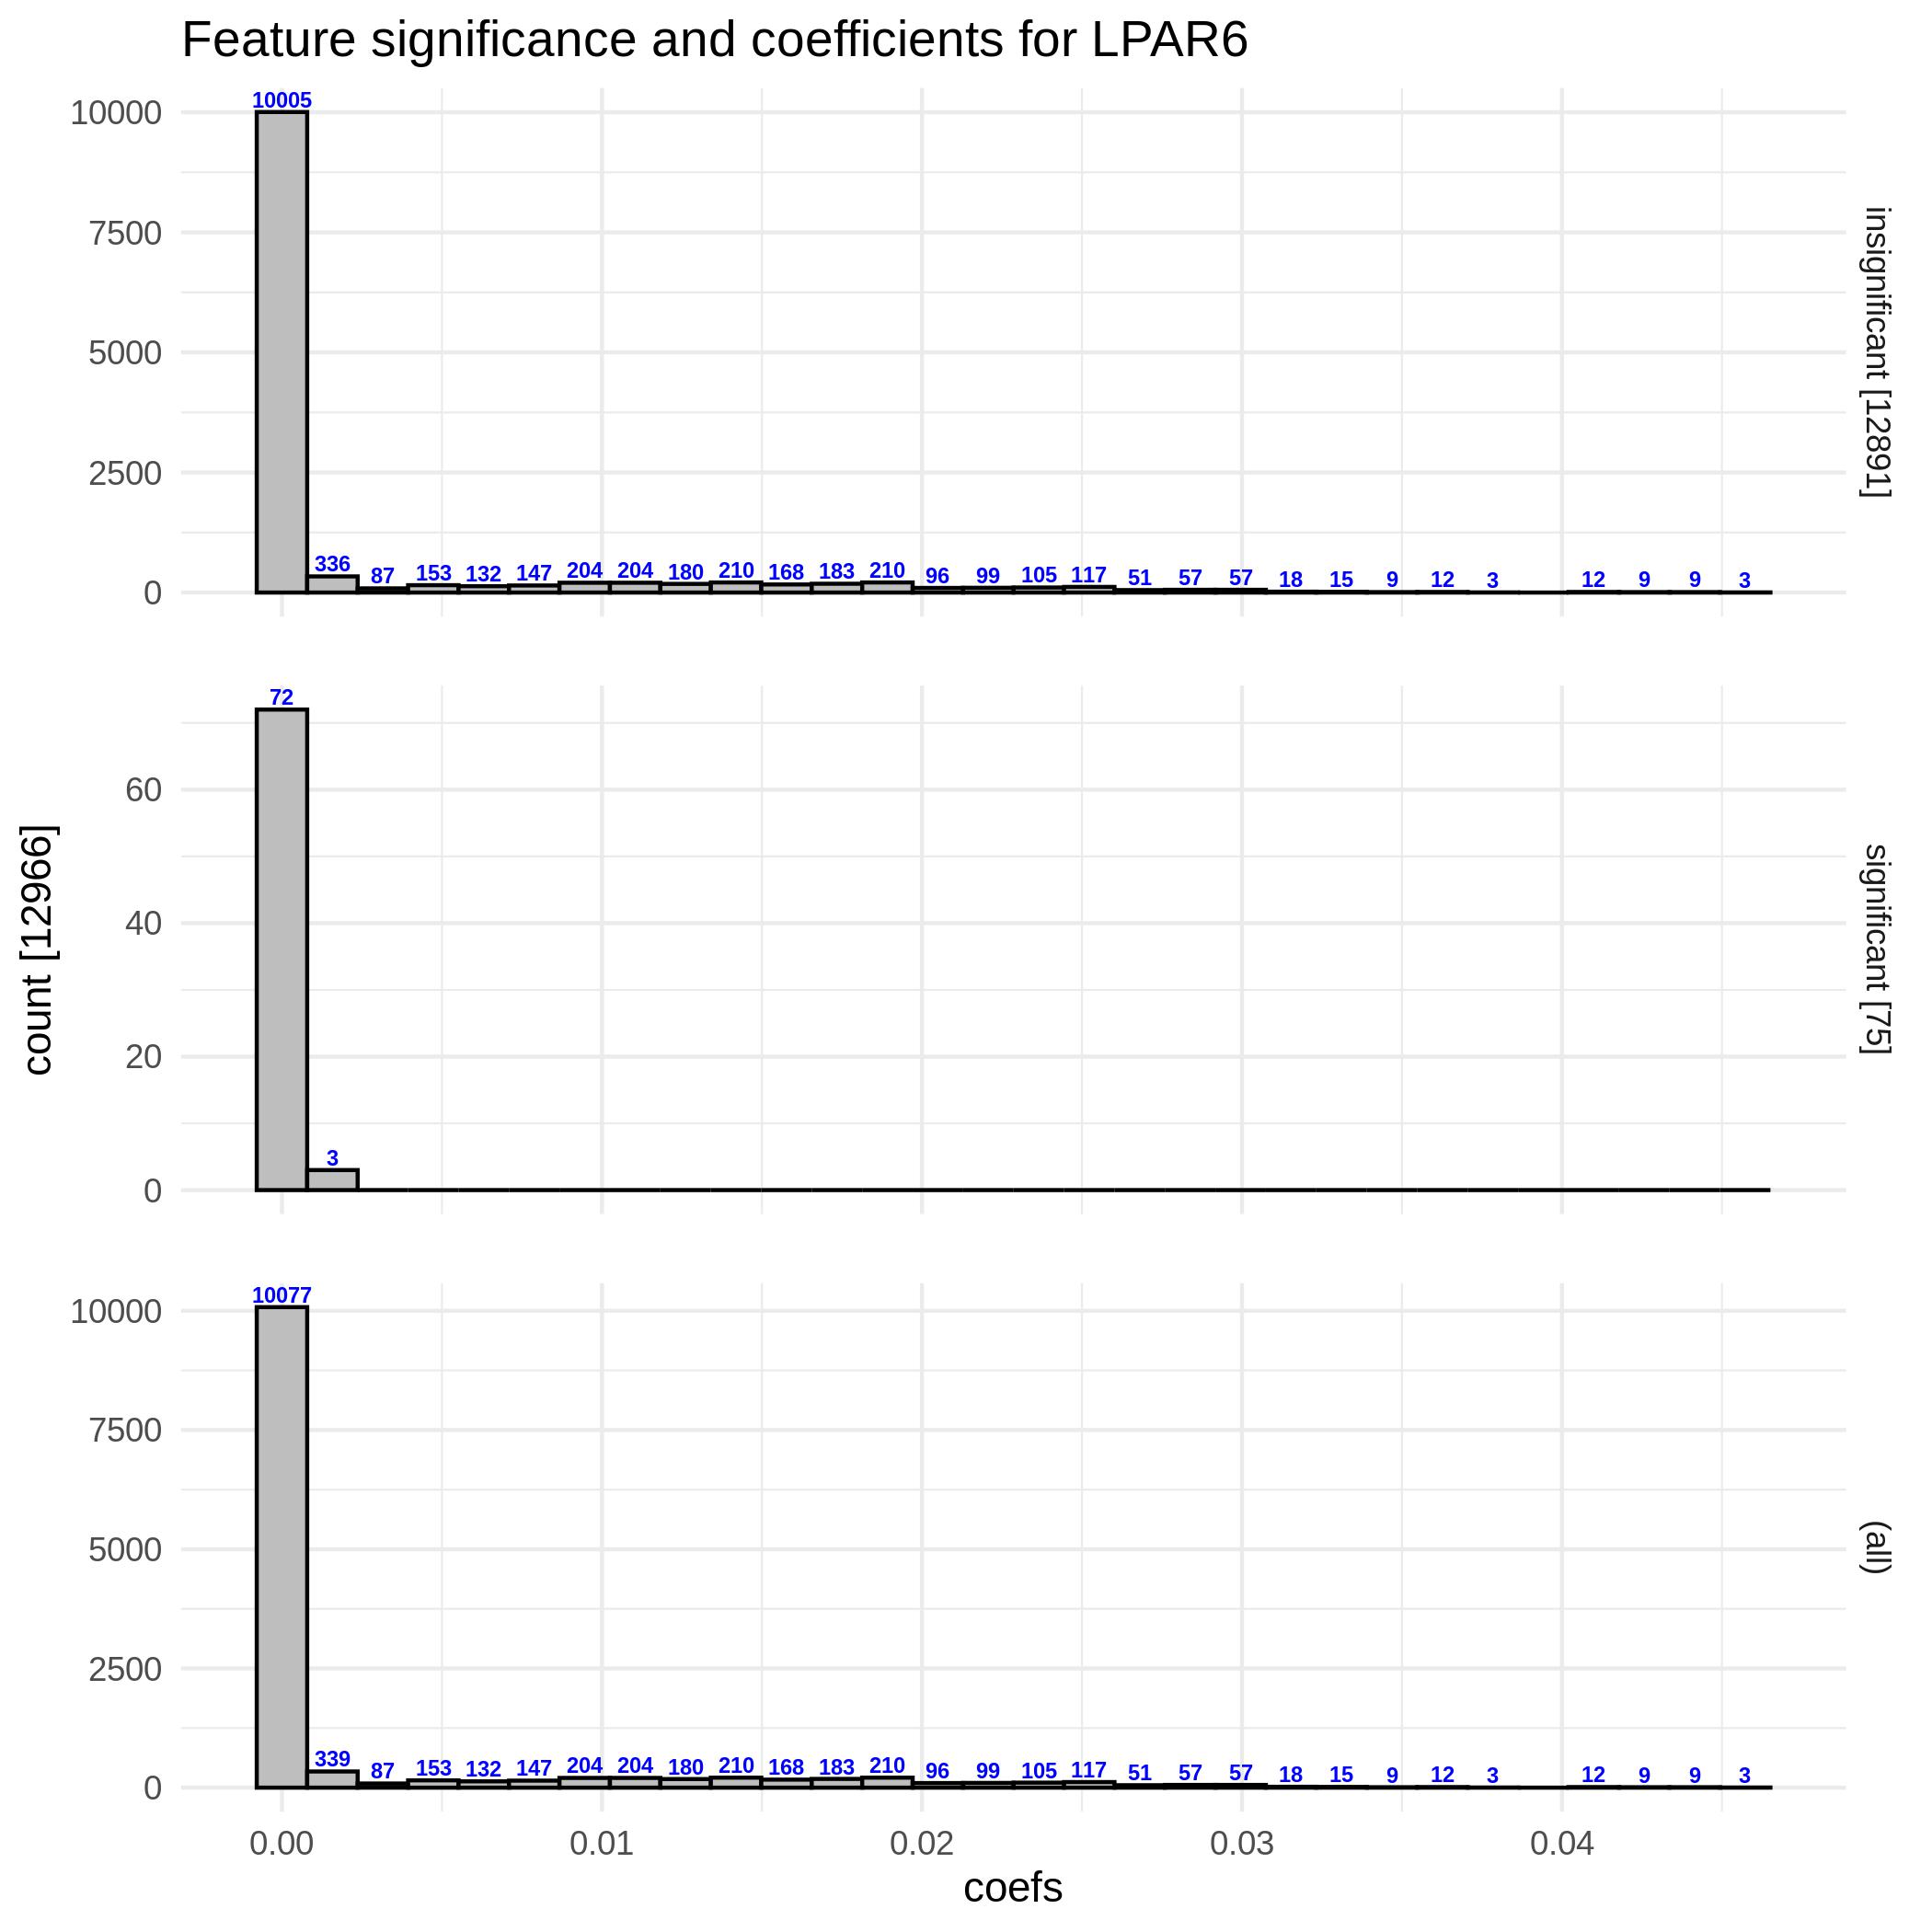 Feature significance and coefficients for LPAR6
10005
10000
7500
5000
2500
0
336 87 153 132 147 204 204 180 210 168 183 210 96 99 105 117 51 57 57 18 15 9 12 3 12 9 9 3
insignificant [12891]
72
60
40
20
0
3
significant [75]
count [12966]
10077
10000
7500
5000
2500
0
339 87 153 132 147 204 204 180 210 168 183 210 96 99 105 117 51 57 57 18 15 9 12 3 12 9 9 3
(all)
0.00 0.01 0.02 0.03 0.04
coefs